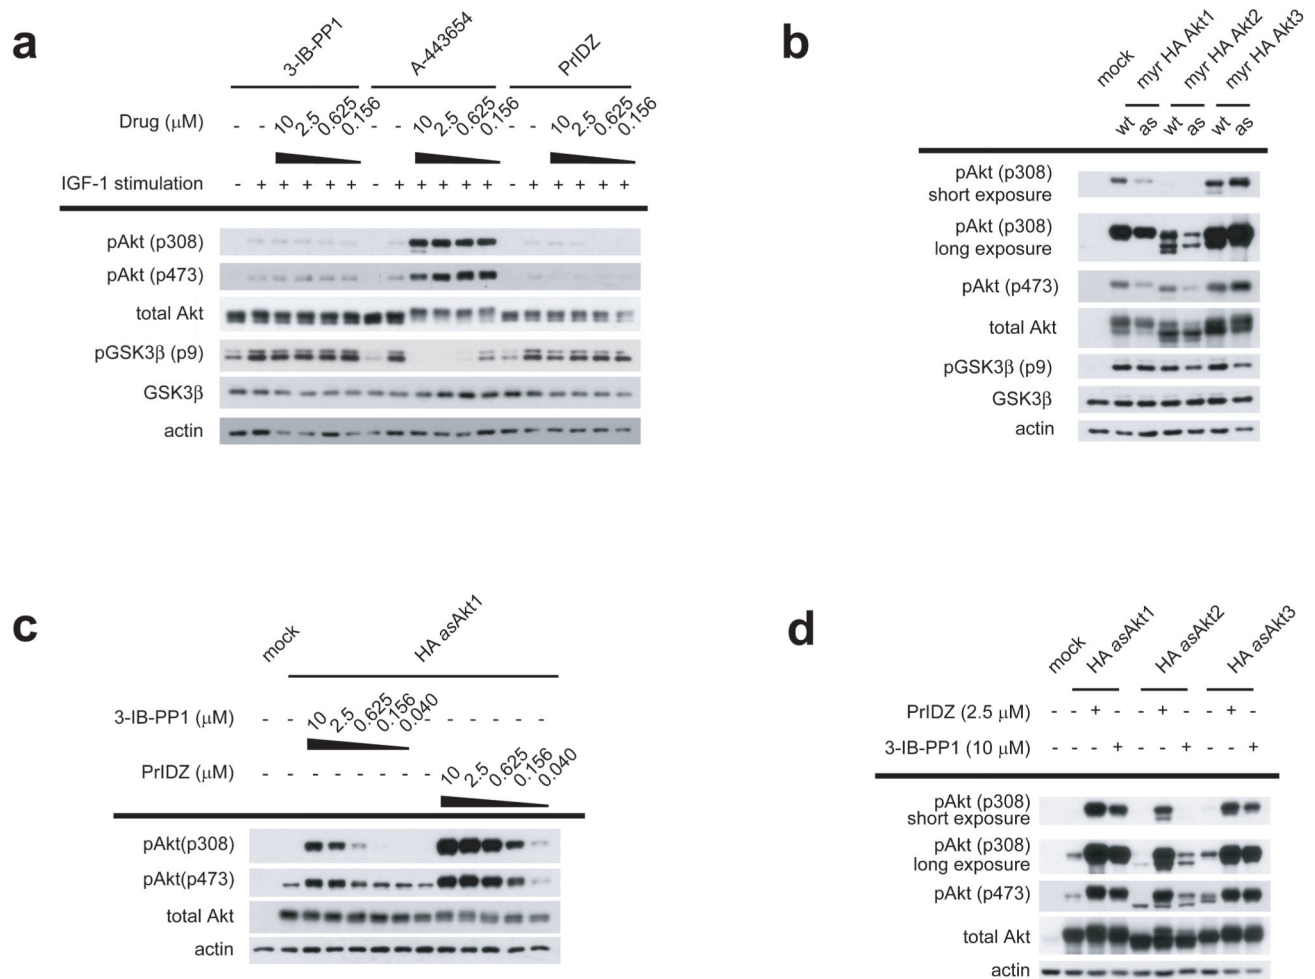 a
3-IB-PP1 A-443654 PrIDZ
Drug (μM) - - 10 2.5 0.625 0.156 - - 10 2.5 0.625 0.156 - - 10 2.5 0.625 0.156
IGF-1 stimulation - + + + + + - + + + + + - + + + + +
pAkt (p308)
pAkt (p473)
total Akt
pGSK3β (p9)
GSK3β
actin
b
mock myr HA Akt1 myr HA Akt2 myr HA Akt3
wt as wt as wt as
pAkt (p308)
short exposure
pAkt (p308)
long exposure
pAkt (p473)
total Akt
pGSK3β (p9)
GSK3β
actin
c
mock HA asAkt1
3-IB-PP1 (μM) - - 10 2.5 0.625 0.156 0.040 - - - - - -
PrIDZ (μM) - - - - - - - - 10 2.5 0.625 0.156 0.040
pAkt(p308)
pAkt(p473)
total Akt
actin
d
mock HA asAkt1 HA asAkt2 HA asAkt3
PrIDZ (2.5 μM) - - + - - + - - + -
3-IB-PP1 (10 μM) - - - + - - + - - +
pAkt (p308)
short exposure
pAkt (p308)
long exposure
pAkt (p473)
total Akt
actin